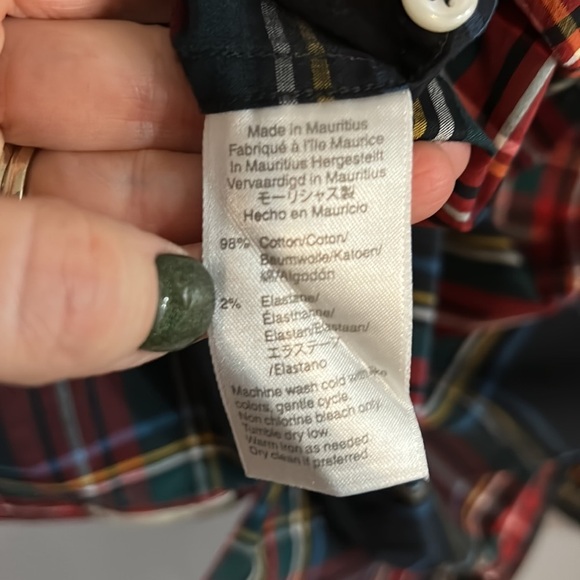 Made in Mauritius
Fabriqué à l'Ile Maurice
In Mauritius Hergestellt
Vervaardigd in Mauritius
モーリシャス製
Hecho en Mauricio
98% Cotton/Coton/
Baumwolle/Katoen/
綿/Algodón
2% Elastane/
Élasthanne/
Elastan/Elastaan/
エラステーン
/Elastano
Machine wash cold with like
colors, gentle cycle.
Non chlorine bleach only.
Tumble dry low.
Warm iron as needed.
Dry clean if preferred.